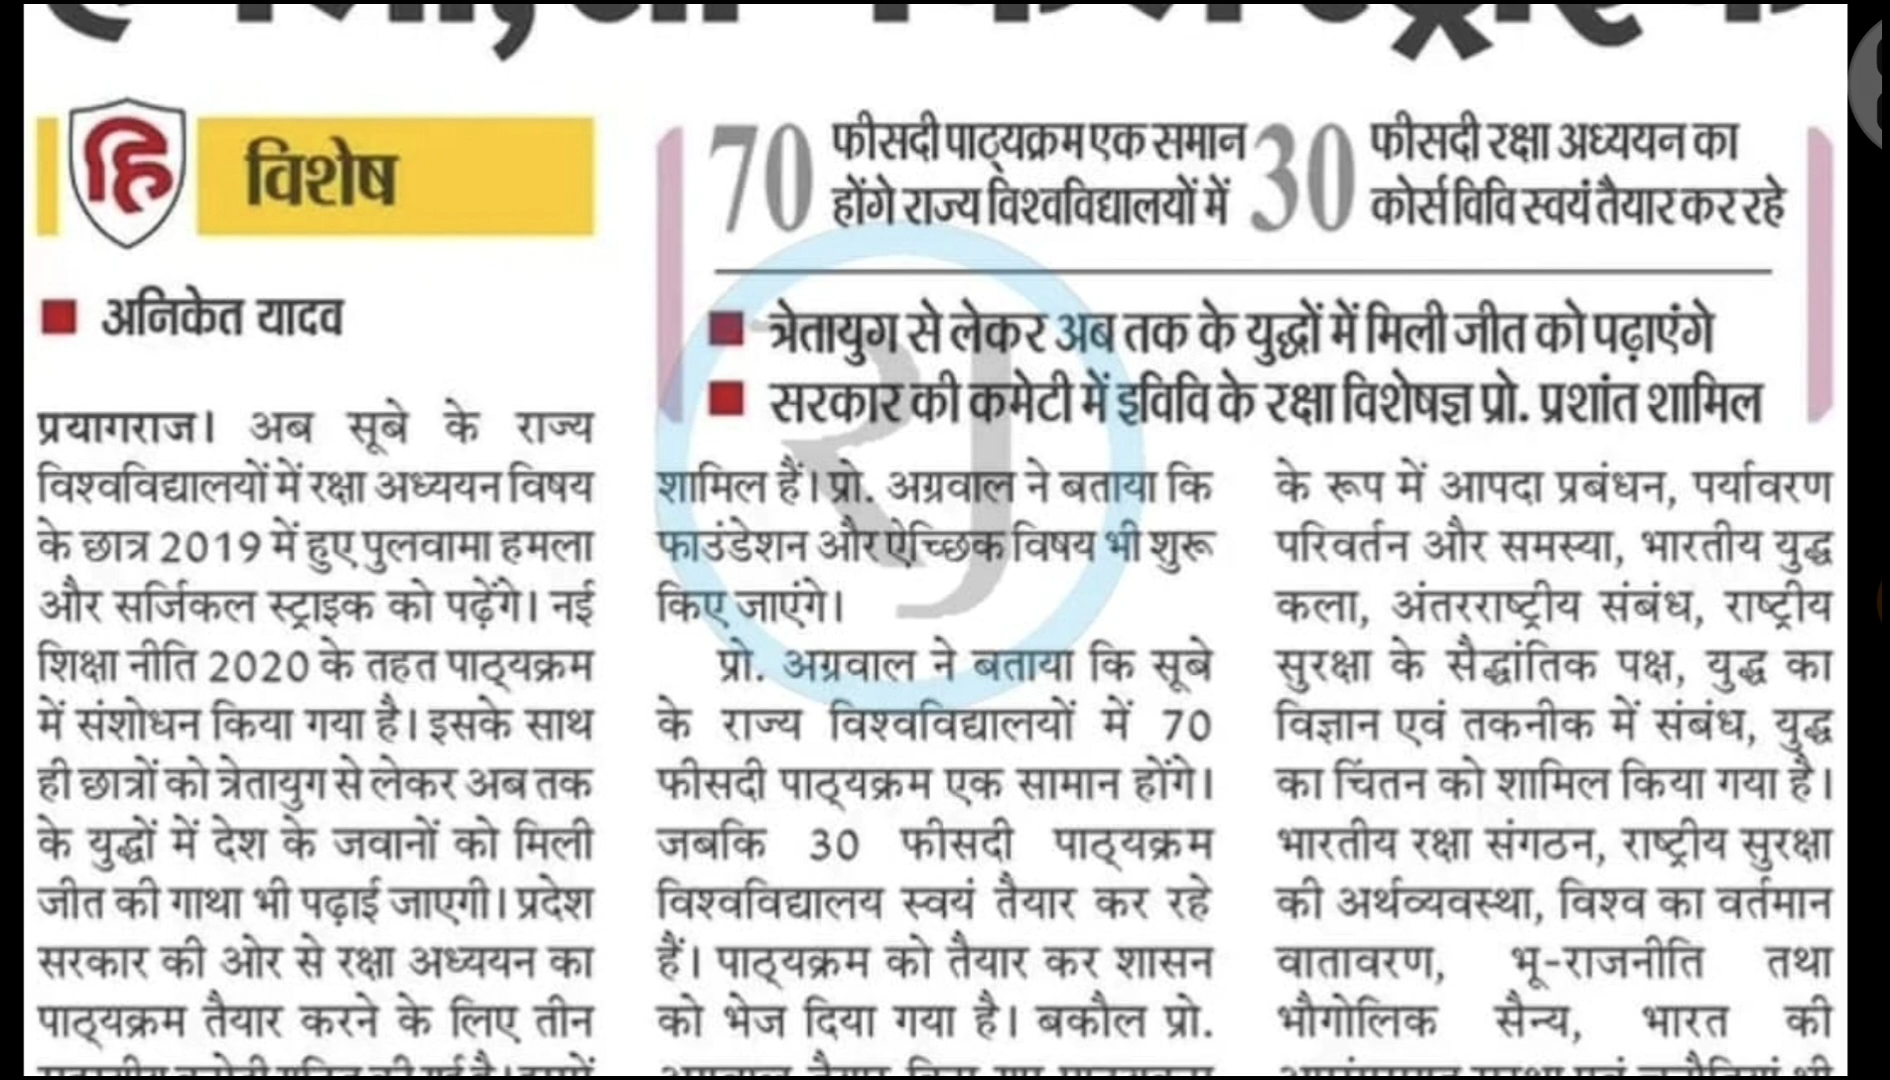 हि विशेष
70 फीसदी पाठ्यक्रम एक समान
होंगे राज्य विश्वविद्यालयों में
30 फीसदी रक्षा अध्ययन का
कोर्स विवि स्वयं तैयार कर रहे
■ त्रेतायुग से लेकर अब तक के युद्धों में मिली जीत को पढ़ाएंगे
■ सरकार की कमेटी में इविवि के रक्षा विशेषज्ञ प्रो. प्रशांत शामिल
■ अनिकेत यादव
प्रयागराज। अब सूबे के राज्य
विश्वविद्यालयों में रक्षा अध्ययन विषय
के छात्र 2019 में हुए पुलवामा हमला
और सर्जिकल स्ट्राइक को पढ़ेंगे। नई
शिक्षा नीति 2020 के तहत पाठ्यक्रम
में संशोधन किया गया है। इसके साथ
ही छात्रों को त्रेतायुग से लेकर अब तक
के युद्धों में देश के जवानों को मिली
जीत की गाथा भी पढ़ाई जाएगी। प्रदेश
सरकार की ओर से रक्षा अध्ययन का
पाठ्यक्रम तैयार करने के लिए तीन
शामिल हैं। प्रो. अग्रवाल ने बताया कि
फाउंडेशन और ऐच्छिक विषय भी शुरू
किए जाएंगे।
प्रो. अग्रवाल ने बताया कि सूबे
के राज्य विश्वविद्यालयों में 70
फीसदी पाठ्यक्रम एक सामान होंगे।
जबकि 30 फीसदी पाठ्यक्रम
विश्वविद्यालय स्वयं तैयार कर रहे
हैं। पाठ्यक्रम को तैयार कर शासन
को भेज दिया गया है। बकौल प्रो.
के रूप में आपदा प्रबंधन, पर्यावरण
परिवर्तन और समस्या, भारतीय युद्ध
कला, अंतरराष्ट्रीय संबंध, राष्ट्रीय
सुरक्षा के सैद्धांतिक पक्ष, युद्ध का
विज्ञान एवं तकनीक में संबंध, युद्ध
का चिंतन को शामिल किया गया है।
भारतीय रक्षा संगठन, राष्ट्रीय सुरक्षा
की अर्थव्यवस्था, विश्व का वर्तमान
वातावरण, भू-राजनीति तथा
भौगोलिक सैन्य, भारत की